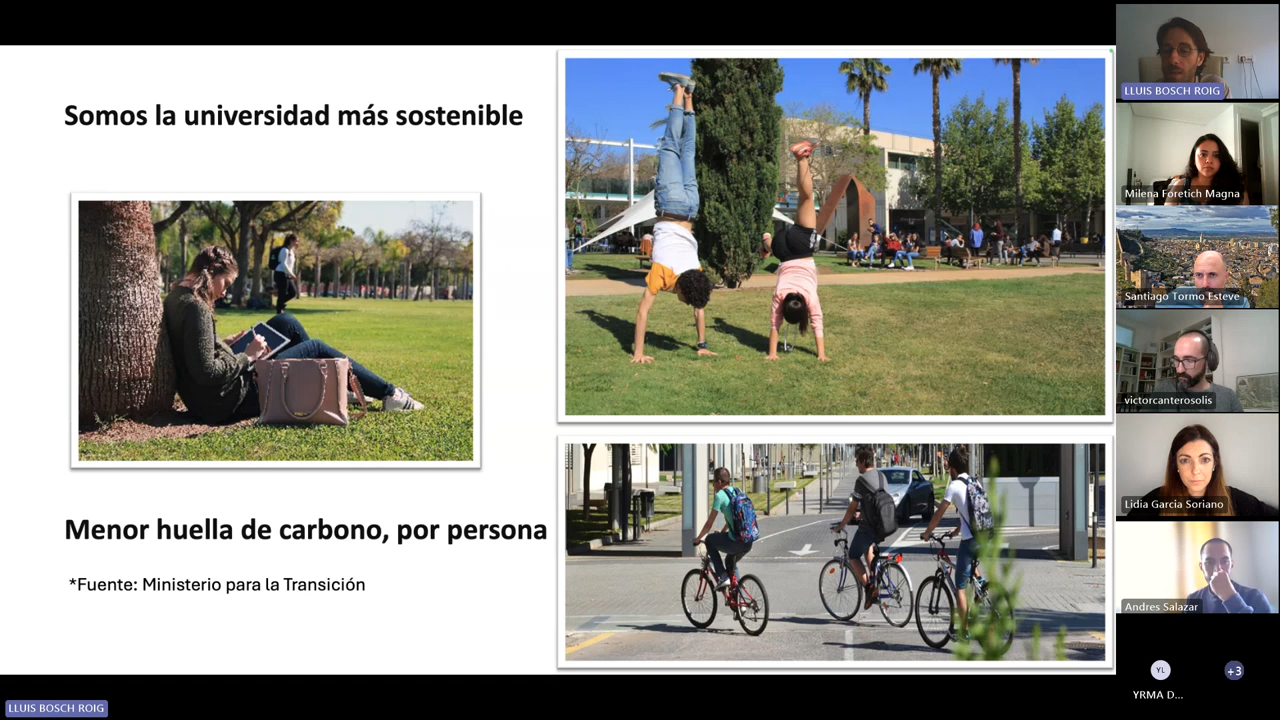 Somos la universidad más sostenible
Menor huella de carbono, por persona
*Fuente: Ministerio para la Transición
LLUIS BOSCH ROIG
Milena Foretich Magna
Santiago Tormo Esteve
victorcanterosolis
Lidia Garcia Soriano
Andres Salazar
YL
+3
YRMA D...
LLUIS BOSCH ROIG